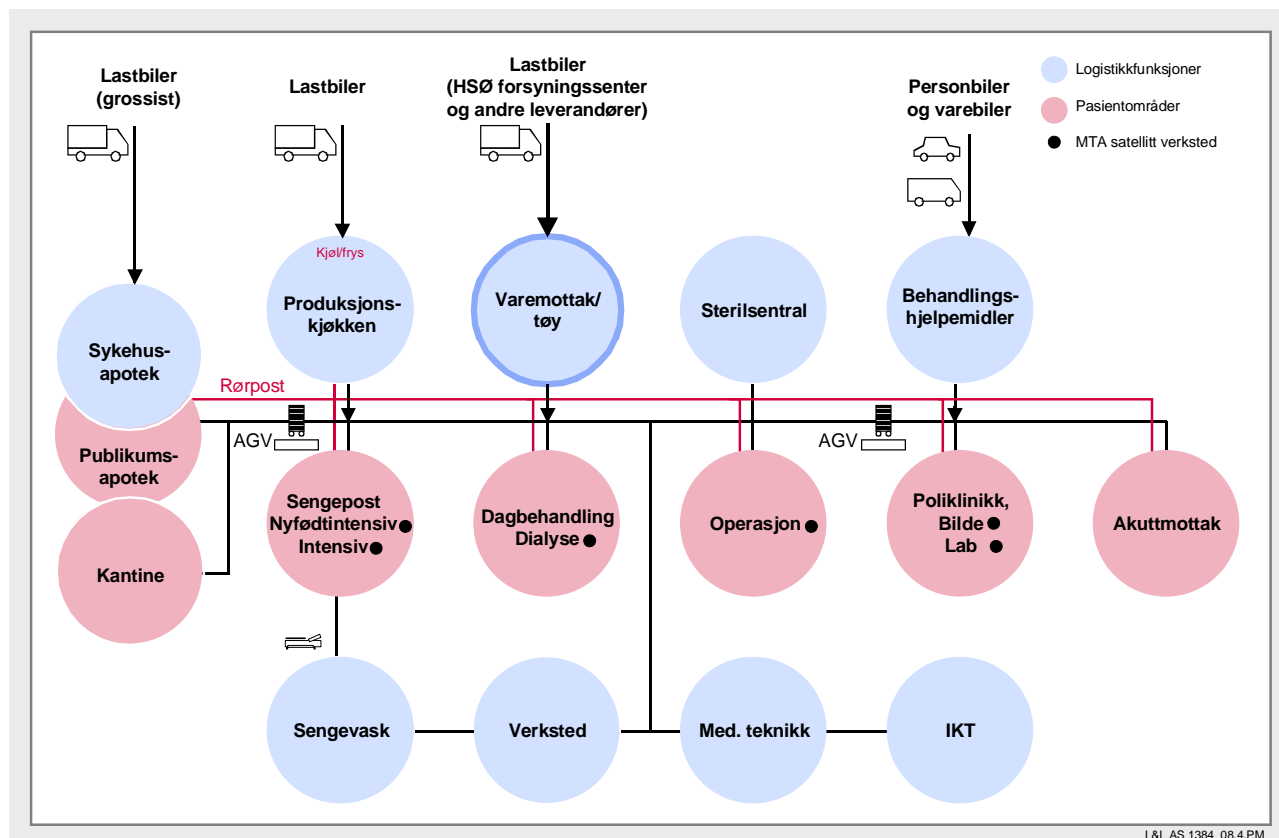 Lastbiler
(grossist)
Lastbiler
Lastbiler
(HSØ forsyningssenter
og andre leverandører)
Personbiler
og varebiler
Logistikkfunksjoner
Pasientområder
MTA satellitt verksted
Kjøl/frys
Produksjons-
kjøkken
Varemottak/
tøy
Sterilsentral
Behandlings-
hjelpemidler
Sykehus-
apotek
Rørpost
AGV
AGV
Publikums-
apotek
Sengepost
Nyfødtintensiv
Intensiv
Dagbehandling
Dialyse
Operasjon
Poliklinikk,
Bilde
Lab
Akuttmottak
Kantine
Sengevask
Verksted
Med. teknikk
IKT
L&L AS 1384_08.4.PM